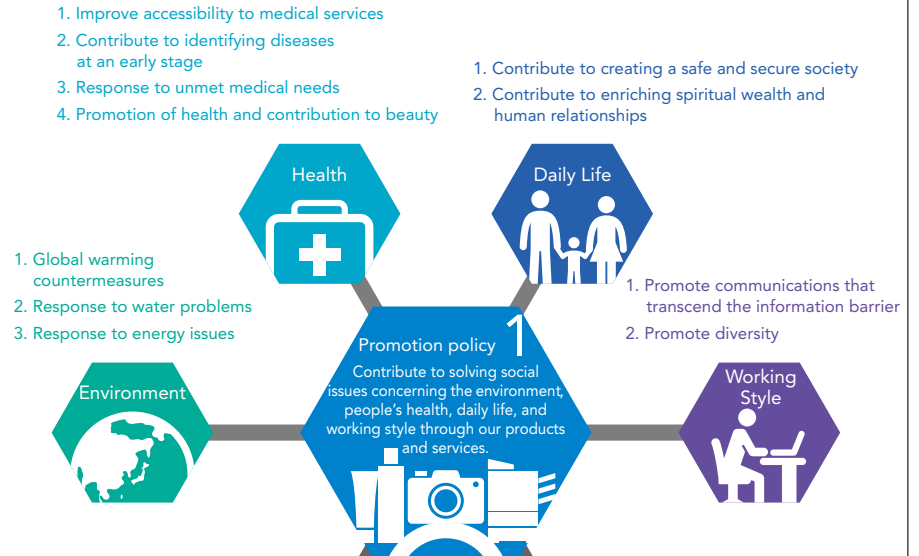 1. Improve accessibility to medical services
2. Contribute to identifying diseases
at an early stage
3. Response to unmet medical needs
4. Promotion of health and contribution to beauty
1. Contribute to creating a safe and secure society
2. Contribute to enriching spiritual wealth and
human relationships
Health
Daily Life
1. Global warming
countermeasures
2. Response to water problems
3. Response to energy issues
1. Promote communications that
transcend the information barrier
2. Promote diversity
Promotion policy 1
Contribute to solving social
issues concerning the environment,
people's health, daily life, and
working style through our products
and services.
Environment
Working
Style